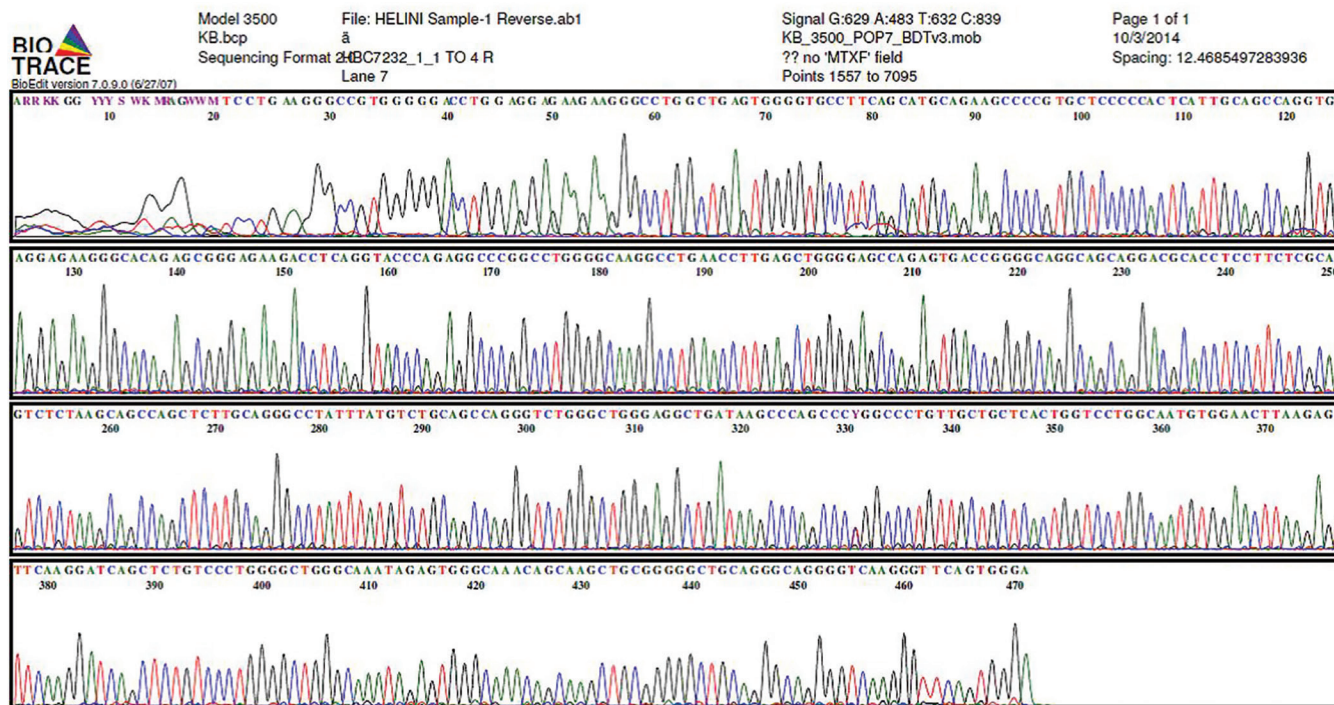 BIO
TRACE
BioEdit version 7.0.9.0 (6/27/07)
Model 3500
KB.bcp
Sequencing Format
Lane 7
File: HELINI Sample-1 Reverse.ab1
ā
HBC7232_1_1 TO 4 R
Signal G:629 A:483 T:632 C:839
KB_3500_POP7_BDTv3.mob
?? no 'MTXF' field
Points 1557 to 7095
Page 1 of 1
10/3/2014
Spacing: 12.4685497283936
ARRKKGG YYYS WKMRAGWWMTCCTGAAGGGCCGTGGGGGACCTGGAGGAGAAGAAGGGCCTGGCTGAGTGGGGTGCCTTCAGCATGCAGAAGCCCCGTGCTCCCCCACTCATTGCAGCCAGGTG
10 20 30 40 50 60 70 80 90 100 110 120
AGGAGAAGGGCACAGAGCGGGAGAAGACCTCAGGTACCCAGAGGCCCGGCCTGGGGCAAGGCCTGAACCTTGAGCTGGGGAGCCAGAGTGACCGGGGCAGGCAGCAGGACGCACCTCCTTCTCGCA
130 140 150 160 170 180 190 200 210 220 230 240 250
GTCTCTAAGCAGCCAGCTCTTGCAGGGCCTATTTATGTCTGCAGCCAGGGTCTGGGCTGGGAGGCTGATAAGCCCAGCCCYGGCCCTGTTGCTGCTCACTGGTCCTGGCAATGTGGAACTTAAGAG
260 270 280 290 300 310 320 330 340 350 360 370
TTCAAGGATCAGCTCTGTCCCTGGGGCTGGGCAAATAGAGTGGGCAAACAGCAAGCTGCGGGGGCTGCAGGGCAGGGGTCAAGGGTTCAGTGGGA
380 390 400 410 420 430 440 450 460 470